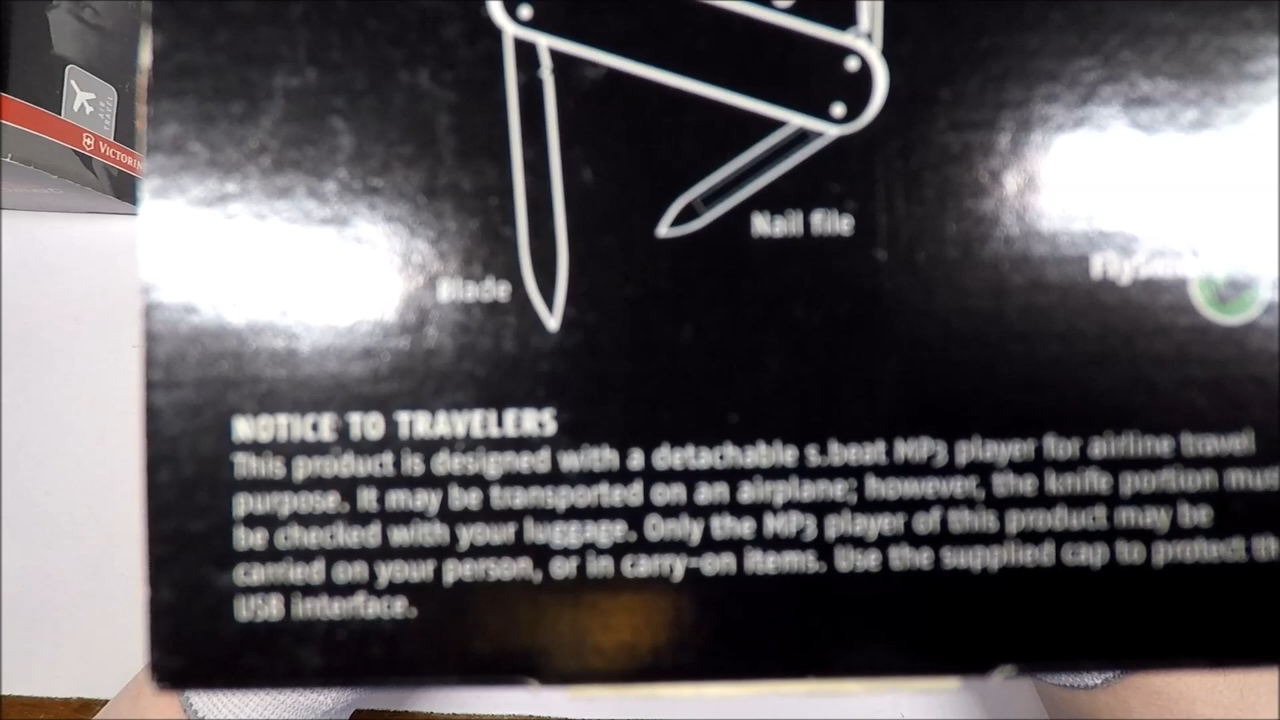 AIR TRAVEL
VICTORIN
Nail file
Blade
NOTICE TO TRAVELERS
This product is designed with a detachable s.beat MP3 player for airline travel
purpose. It may be transported on an airplane; however, the knife portion must
be checked with your luggage. Only the MP3 player of this product may be
carried on your person, or in carry-on items. Use the supplied cap to protect th
USB interface.